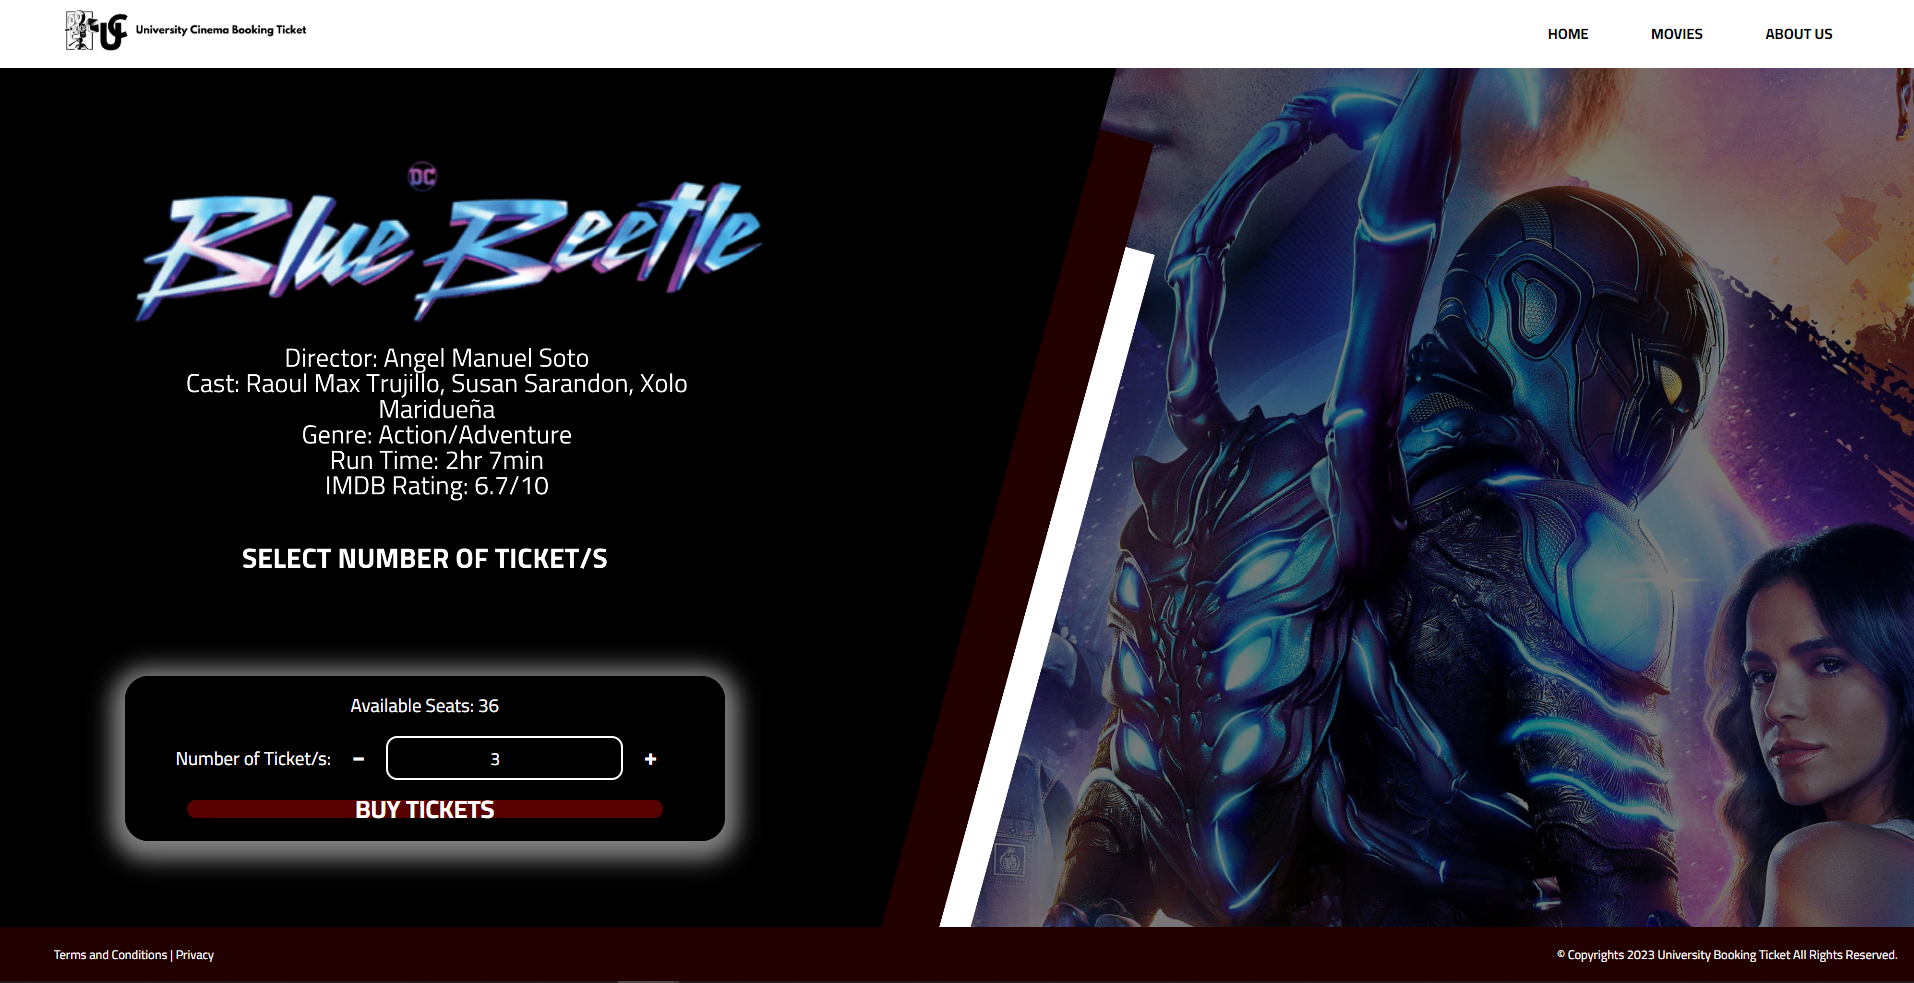 UC
University Cinema Booking Ticket
HOME
MOVIES
ABOUT US
DC
Blue Beetle
Director: Angel Manuel Soto
Cast: Raoul Max Trujillo, Susan Sarandon, Xolo
Maridueña
Genre: Action/Adventure
Run Time: 2hr 7min
IMDB Rating: 6.7/10
SELECT NUMBER OF TICKET/S
Available Seats: 36
Number of Ticket/s: - 3 +
BUY TICKETS
Terms and Conditions | Privacy
© Copyrights 2023 University Booking Ticket All Rights Reserved.